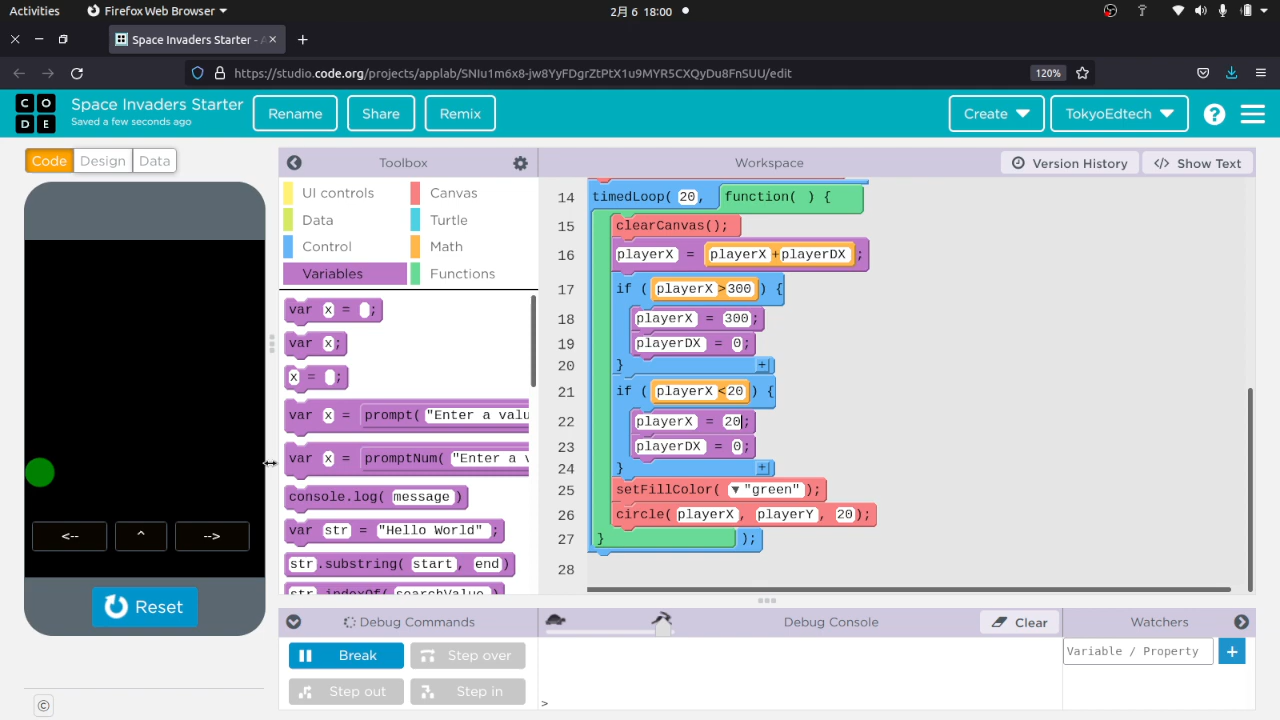 Activities Firefox Web Browser 2月 6 18:00
Space Invaders Starter - A
https://studio.code.org/projects/applab/SNIu1m6x8-jw8YyFDgrZtPtX1u9MYR5CXQyDu8FnSUU/edit 120%
C O D E
Space Invaders Starter
Saved a few seconds ago
Rename Share Remix Create TokyoEdtech ?
Code Design Data
Toolbox
Workspace
Version History
</> Show Text
UI controls Canvas
Data Turtle
Control Math
Variables Functions
var x = ;
var x;
x = ;
var x = prompt( "Enter a valu
var x = promptNum( "Enter a v
console.log( message )
var str = "Hello World" ;
str.substring( start, end)
str.indexOf( searchValue )
14 timedLoop( 20, function( ) {
15 clearCanvas();
16 playerX = playerX+playerDX ;
17 if ( playerX>300 ) {
18 playerX = 300;
19 playerDX = 0;
20 } +
21 if ( playerX<20 ) {
22 playerX = 20;
23 playerDX = 0;
24 } +
25 setFillColor( ▼"green");
26 circle( playerX, playerY, 20);
27 } );
28
<-- ^ -->
Reset
©
Debug Commands
Debug Console
Clear
Watchers
Break Step over
Step out Step in
Variable / Property +
>